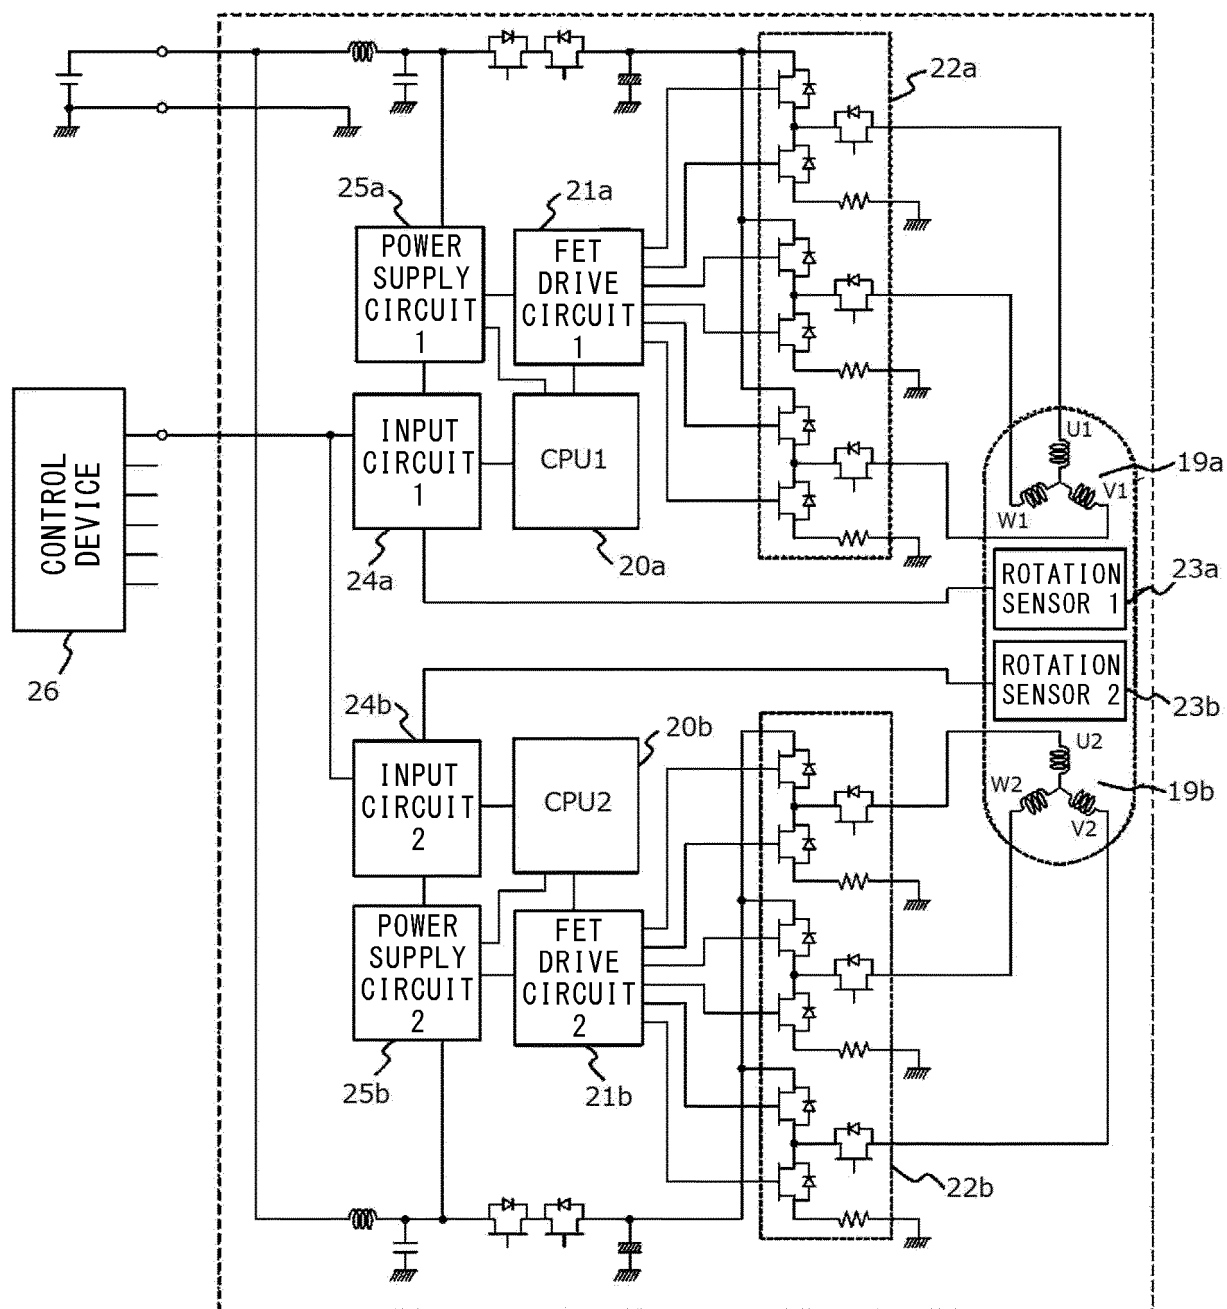 22a
25a
21a
POWER
SUPPLY
CIRCUIT
1
FET
DRIVE
CIRCUIT
1
CONTROL
DEVICE
INPUT
CIRCUIT
1
CPU1
U1
V1
W1
19a
24a
20a
ROTATION
SENSOR 1
23a
26
ROTATION
SENSOR 2
23b
24b
20b
INPUT
CIRCUIT
2
CPU2
U2
W2
V2
19b
POWER
SUPPLY
CIRCUIT
2
FET
DRIVE
CIRCUIT
2
25b
21b
22b